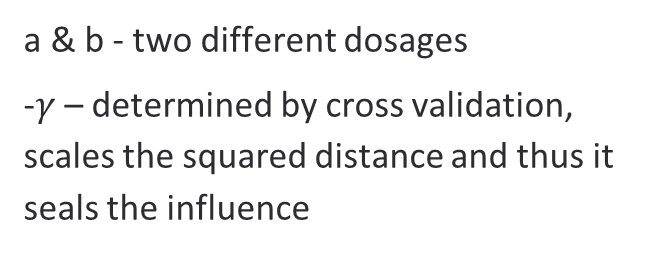 a & b - two different dosages
-γ – determined by cross validation,
scales the squared distance and thus it
seals the influence